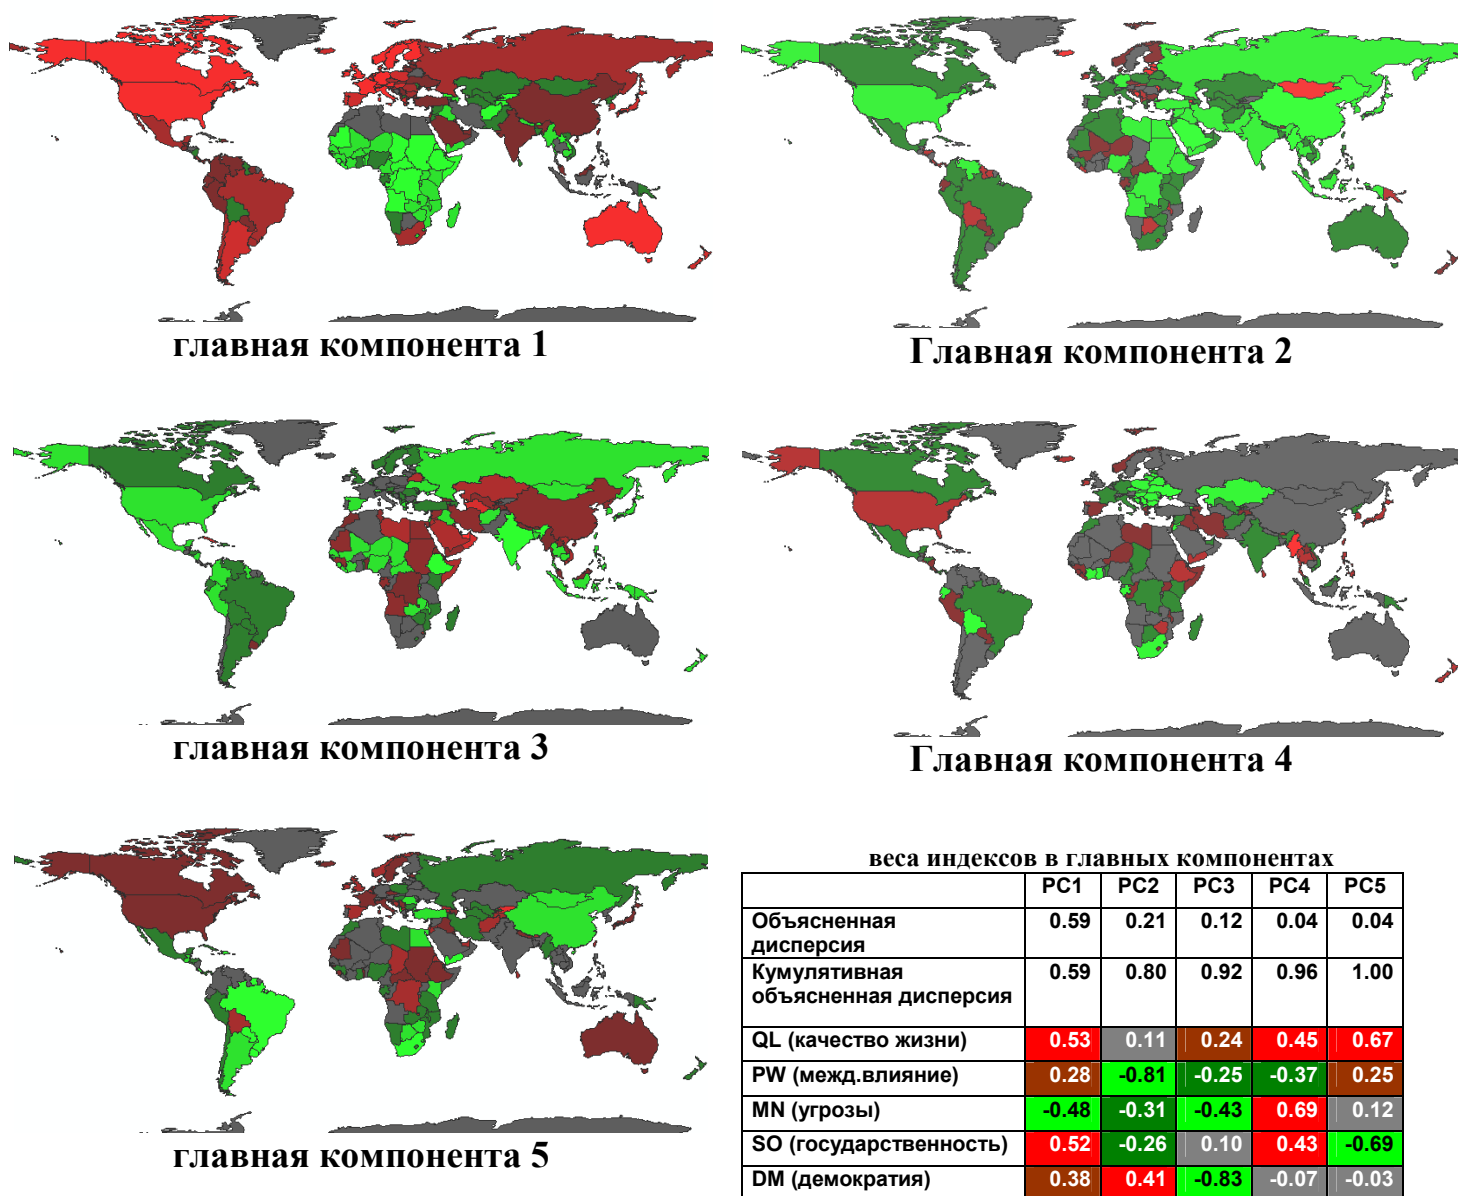 главная компонента 1
Главная компонента 2
главная компонента 3
Главная компонента 4
главная компонента 5
веса индексов в главных компонентах
PC1 PC2 PC3 PC4 PC5
Объясненная
дисперсия 0.59 0.21 0.12 0.04 0.04
Кумулятивная 0.59 0.80 0.92 0.96 1.00
объясненная дисперсия
QL (качество жизни) 0.53 0.11 0.24 0.45 0.67
PW (межд.влияние) 0.28 -0.81 -0.25 -0.37 0.25
MN (угрозы) -0.48 -0.31 -0.43 0.69 0.12
SO (государственность) 0.52 -0.26 0.10 0.43 -0.69
DM (демократия) 0.38 0.41 -0.83 -0.07 -0.03